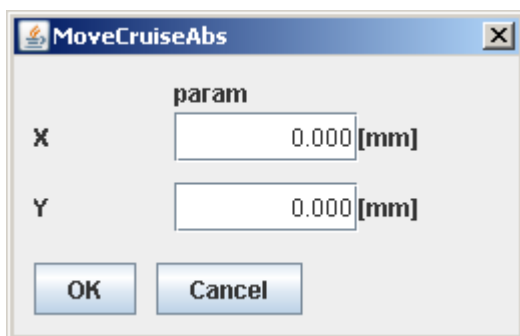 MoveCruiseAbs
param
X 0.000 [mm]
Y 0.000 [mm]
OK Cancel